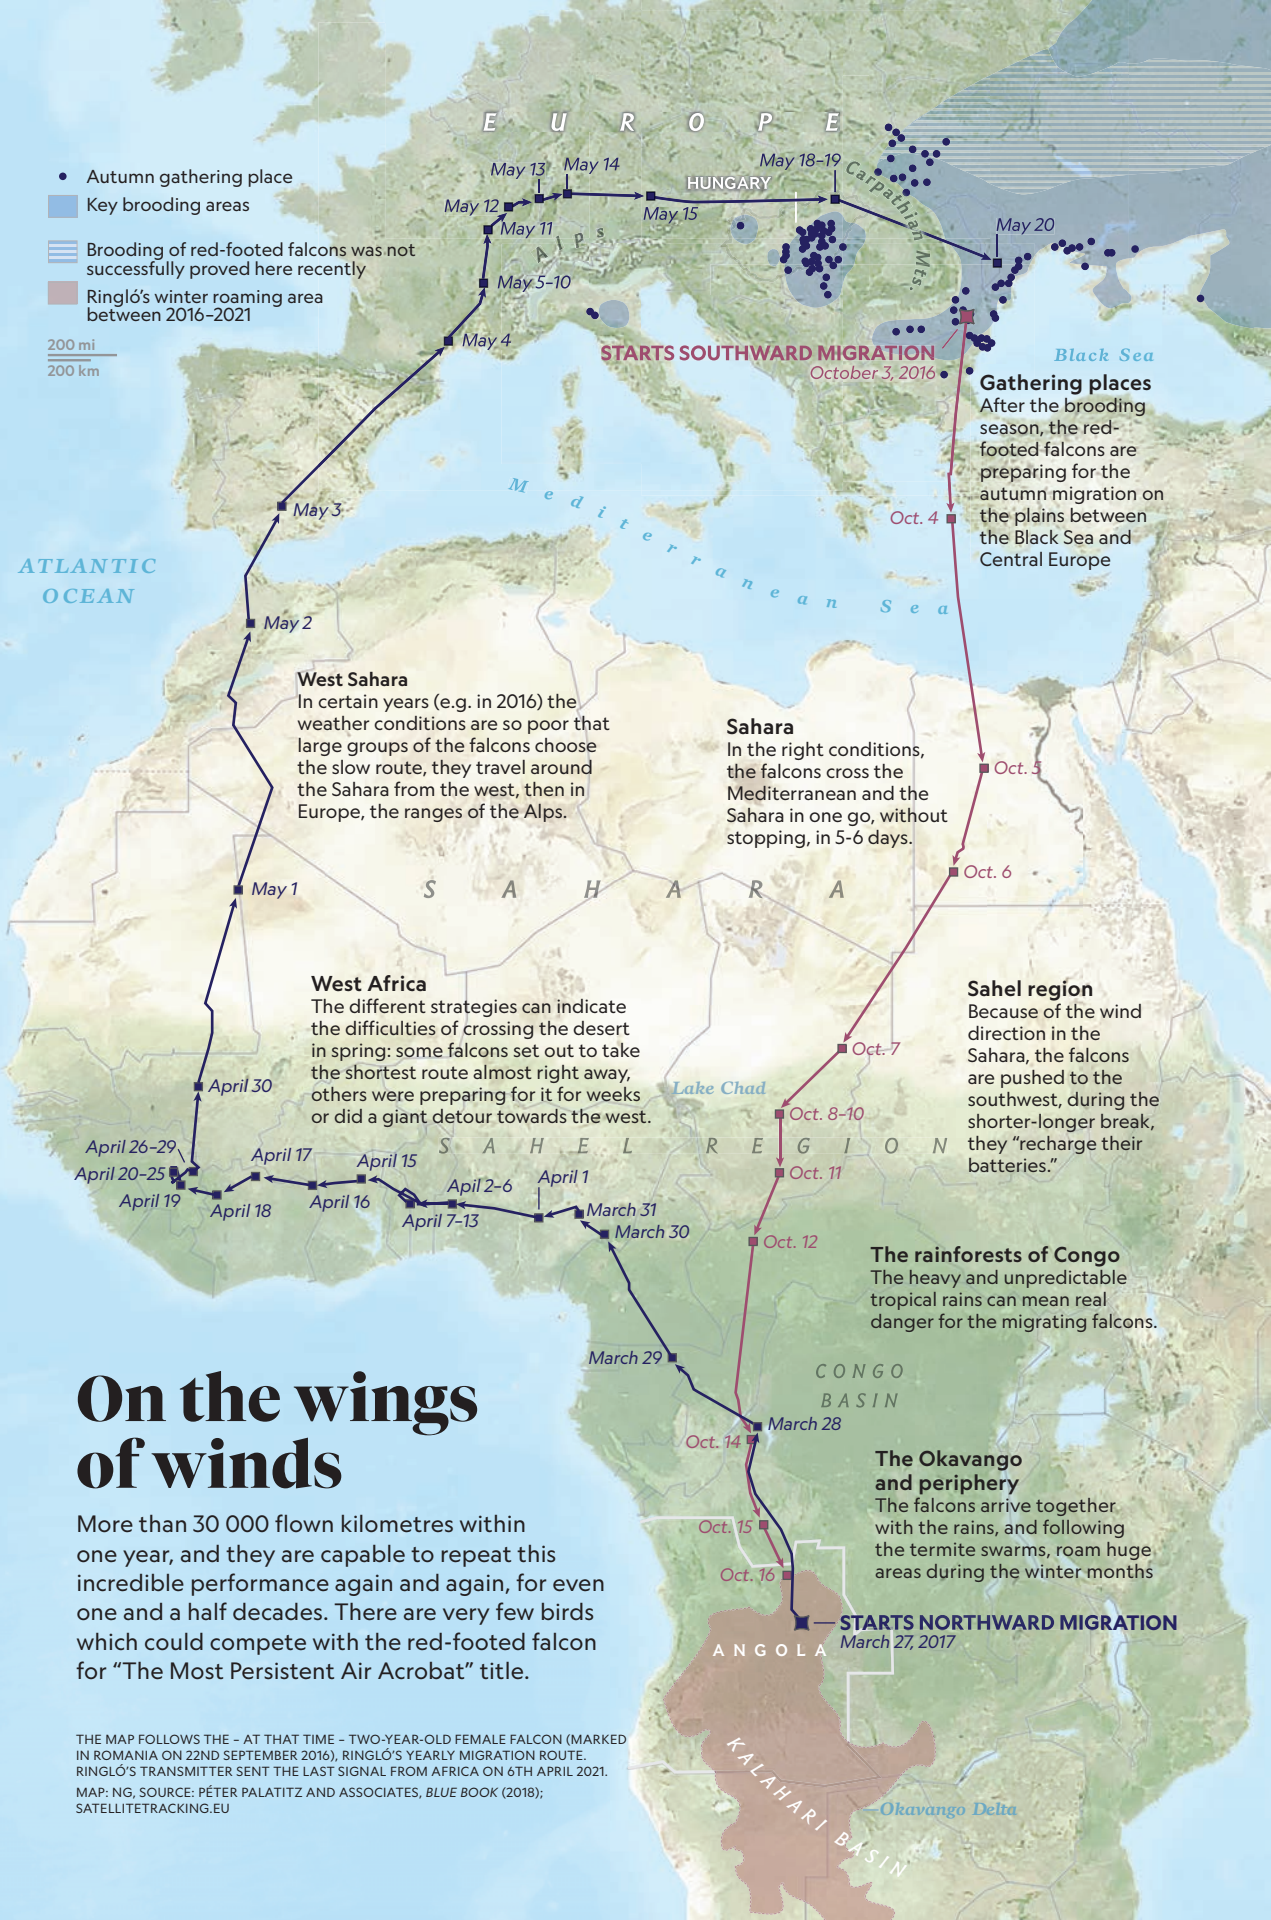 EUROPE
Autumn gathering place
Key brooding areas
Brooding of red-footed falcons was not
successfully proved here recently
Ringló's winter roaming area
between 2016–2021
200 mi
200 km
May 13
May 14
May 18–19
HUNGARY
Carpathian Mts.
May 12
May 15
May 11
Alps
May 20
May 5–10
May 4
STARTS SOUTHWARD MIGRATION
October 3, 2016
Black Sea
Gathering places
After the brooding
season, the red-
footed falcons are
preparing for the
autumn migration on
the plains between
the Black Sea and
Central Europe
Mediterranean Sea
May 3
Oct. 4
ATLANTIC
OCEAN
May 2
West Sahara
In certain years (e.g. in 2016) the
weather conditions are so poor that
large groups of the falcons choose
the slow route, they travel around
the Sahara from the west, then in
Europe, the ranges of the Alps.
Sahara
In the right conditions,
the falcons cross the
Mediterranean and the
Sahara in one go, without
stopping, in 5-6 days.
Oct. 5
Oct. 6
May 1
SAHARA
West Africa
The different strategies can indicate
the difficulties of crossing the desert
in spring: some falcons set out to take
the shortest route almost right away,
others were preparing for it for weeks
or did a giant detour towards the west.
Sahel region
Because of the wind
direction in the
Sahara, the falcons
are pushed to the
southwest, during the
shorter-longer break,
they “recharge their
batteries.”
Oct. 7
Lake Chad
April 30
Oct. 8–10
SAHEL REGION
April 26–29
April 20–25
April 19
April 18
April 17
April 16
April 15
April 7–13
Apil 2–6
April 1
March 31
March 30
Oct. 11
Oct. 12
The rainforests of Congo
The heavy and unpredictable
tropical rains can mean real
danger for the migrating falcons.
March 29
CONGO
BASIN
March 28
Oct. 14
On the wings
of winds
The Okavango
and periphery
The falcons arrive together
with the rains, and following
the termite swarms, roam huge
areas during the winter months
Oct. 15
Oct. 16
More than 30 000 flown kilometres within
one year, and they are capable to repeat this
incredible performance again and again, for even
one and a half decades. There are very few birds
which could compete with the red-footed falcon
for “The Most Persistent Air Acrobat” title.
STARTS NORTHWARD MIGRATION
March 27, 2017
ANGOLA
KALAHARI BASIN
Okavango Delta
THE MAP FOLLOWS THE – AT THAT TIME – TWO-YEAR-OLD FEMALE FALCON (MARKED
IN ROMANIA ON 22ND SEPTEMBER 2016), RINGLÓ'S YEARLY MIGRATION ROUTE.
RINGLÓ'S TRANSMITTER SENT THE LAST SIGNAL FROM AFRICA ON 6TH APRIL 2021.
MAP: NG, SOURCE: PÉTER PALATITZ AND ASSOCIATES, BLUE BOOK (2018);
SATELLITETRACKING.EU